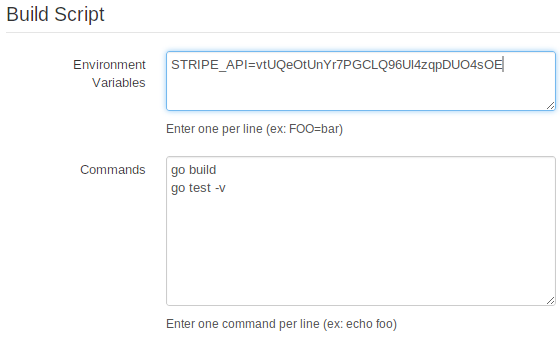 Build Script
Environment
Variables
STRIPE_API=vtUQeOtUnYr7PGCLQ96Ul4zqpDUO4sOE
Enter one per line (ex: FOO=bar)
Commands
go build
go test -v
Enter one command per line (ex: echo foo)